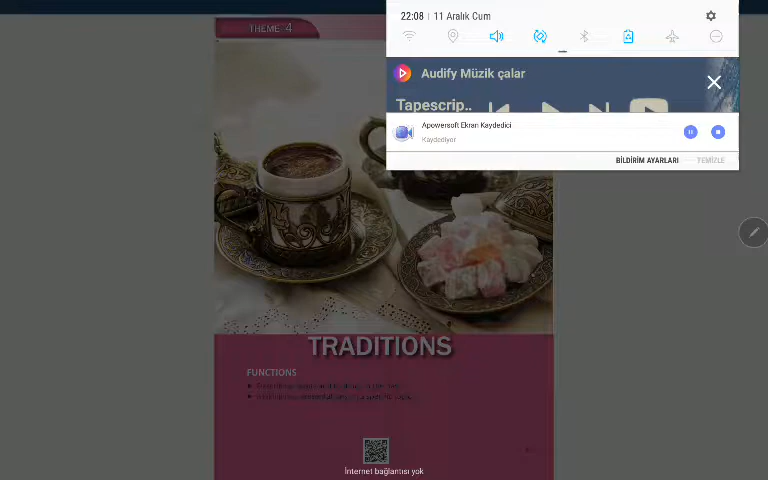 22:08 | 11 Aralık Cum
Audify Müzik çalar
Tapescrip..
Apowersoft Ekran Kaydedici
Kaydediyor
BİLDİRİM AYARLARI TEMİZLE
THEME 4
TRADITIONS
FUNCTIONS
İnternet bağlantısı yok